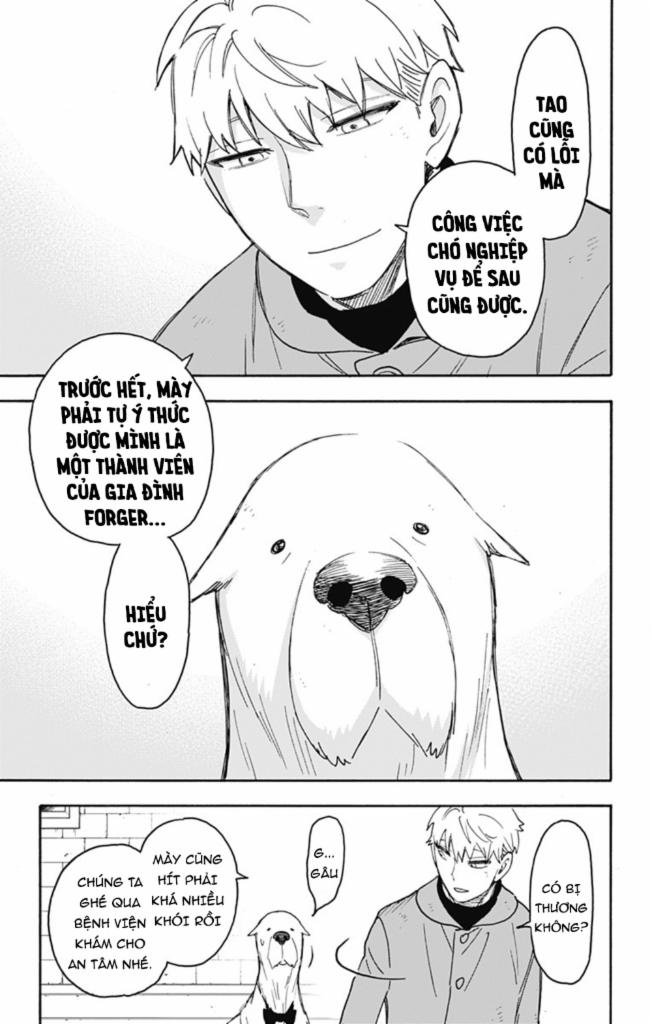 TAO
CŨNG
CÓ LỖI
MÀ
CÔNG VIỆC
CHÓ NGHIỆP
VỤ ĐỂ SAU
CŨNG ĐƯỢC.
TRƯỚC HẾT, MÀY
PHẢI TỰ Ý THỨC
ĐƯỢC MÌNH LÀ
MỘT THÀNH VIÊN
CỦA GIA ĐÌNH
FORGER...
HIỂU
CHỨ?
CÓ BỊ
THƯƠNG
KHÔNG?
G...
GÂU
MÀY CŨNG
HÍT PHẢI
KHÁ NHIỀU
KHÓI RỒI
CHÚNG TA
GHÉ QUA
BỆNH VIỆN
KHÁM CHO
AN TÂM NHÉ.